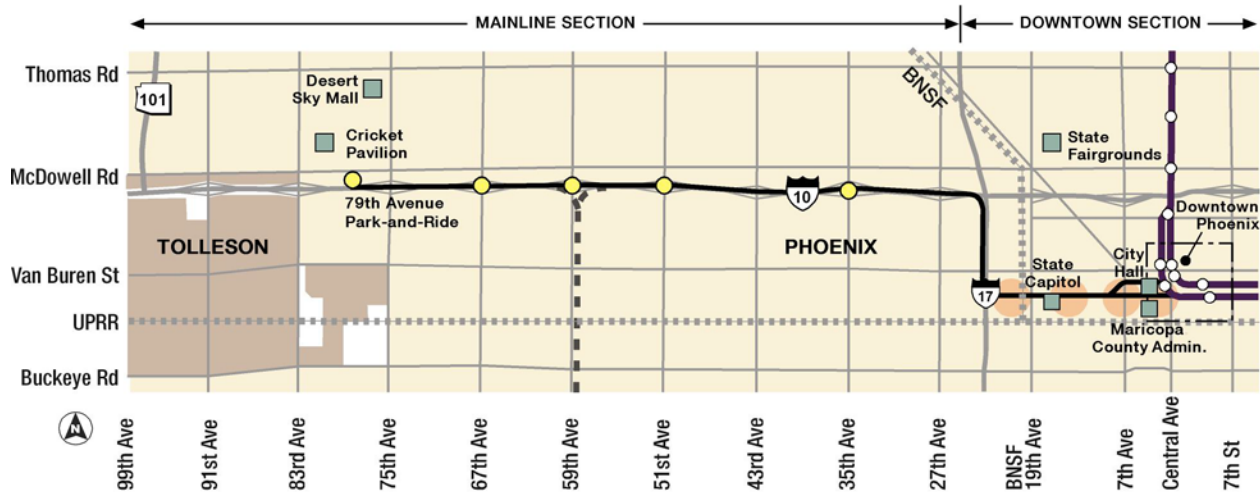 MAINLINE SECTION
DOWNTOWN SECTION
Thomas Rd
McDowell Rd
Van Buren St
UPRR
Buckeye Rd
101
Desert
Sky Mall
Cricket
Pavilion
79th Avenue
Park-and-Ride
TOLLESON
PHOENIX
10
17
BNSF
State
Fairgrounds
Downtown
Phoenix
City
Hall
State
Capitol
Maricopa
County Admin.
N
99th Ave
91st Ave
83rd Ave
75th Ave
67th Ave
59th Ave
51st Ave
43rd Ave
35th Ave
27th Ave
BNSF
19th Ave
7th Ave
Central Ave
7th St